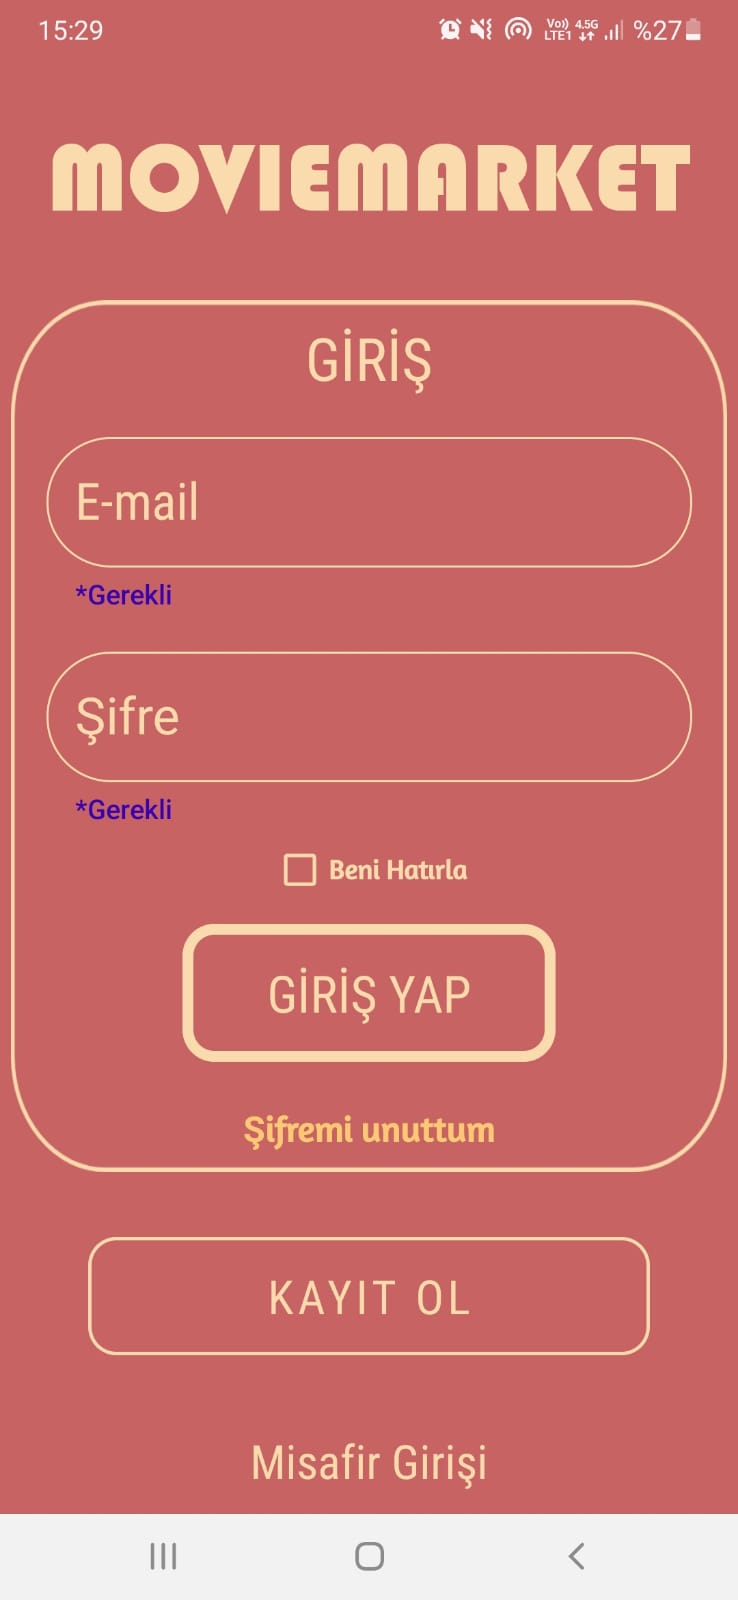 15:29
Vo)) 4.5G
LTE1
%27
MOVIEMARKET
GİRİŞ
E-mail
*Gerekli
Şifre
*Gerekli
Beni Hatırla
GİRİŞ YAP
Şifremi unuttum
KAYIT OL
Misafir Girişi